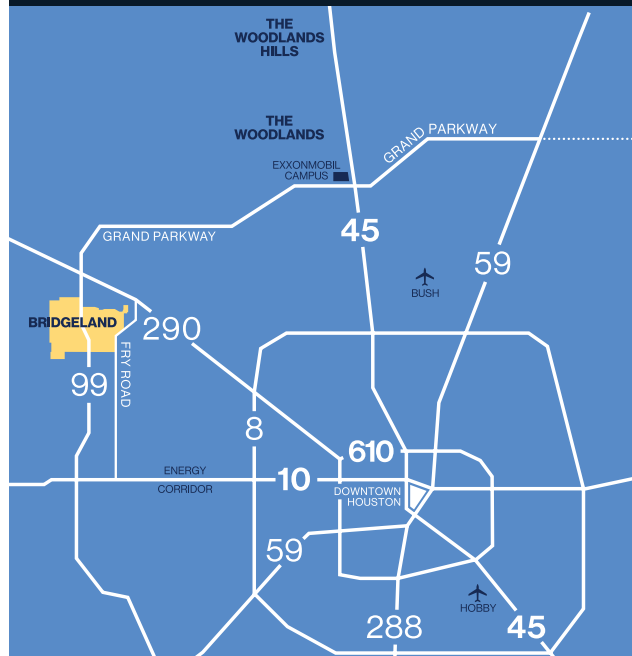 THE
WOODLANDS
HILLS
THE
WOODLANDS
GRAND PARKWAY
EXXONMOBIL
CAMPUS
GRAND PARKWAY
45
59
BUSH
BRIDGELAND
290
99
FRY ROAD
8
610
ENERGY
CORRIDOR
10
DOWNTOWN
HOUSTON
59
HOBBY
288
45